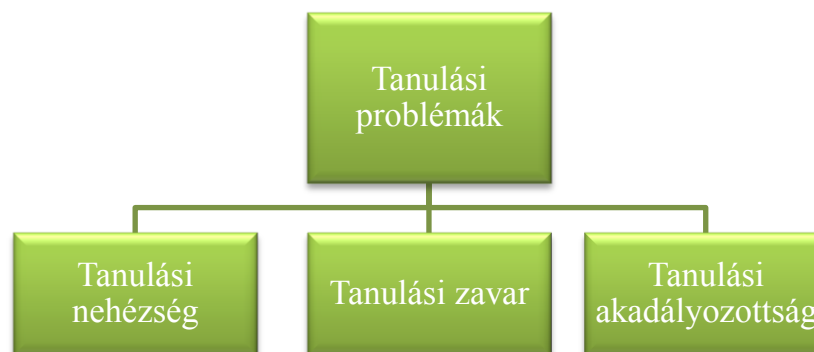 Tanulási
problémák
Tanulási
nehézség
Tanulási zavar
Tanulási
akadályozottság